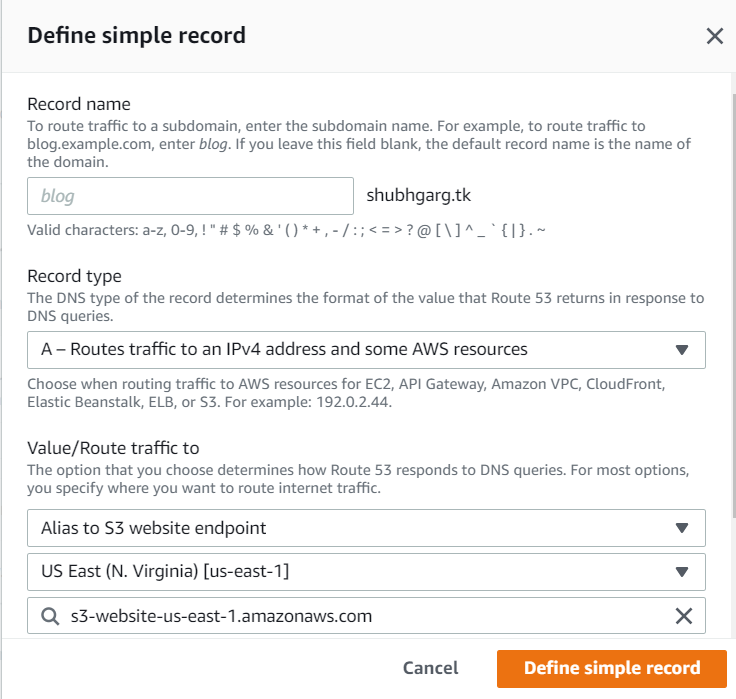 Define simple record
Record name
To route traffic to a subdomain, enter the subdomain name. For example, to route traffic to
blog.example.com, enter blog. If you leave this field blank, the default record name is the name of
the domain.
blog
shubhgarg.tk
Valid characters: a-z, 0-9, ! " # $ % & ' ( ) * + , - / : ; < = > ? @ [ \ ] ^ _ ` { | } . ~
Record type
The DNS type of the record determines the format of the value that Route 53 returns in response to
DNS queries.
A – Routes traffic to an IPv4 address and some AWS resources
Choose when routing traffic to AWS resources for EC2, API Gateway, Amazon VPC, CloudFront,
Elastic Beanstalk, ELB, or S3. For example: 192.0.2.44.
Value/Route traffic to
The option that you choose determines how Route 53 responds to DNS queries. For most options,
you specify where you want to route internet traffic.
Alias to S3 website endpoint
US East (N. Virginia) [us-east-1]
s3-website-us-east-1.amazonaws.com
Cancel
Define simple record